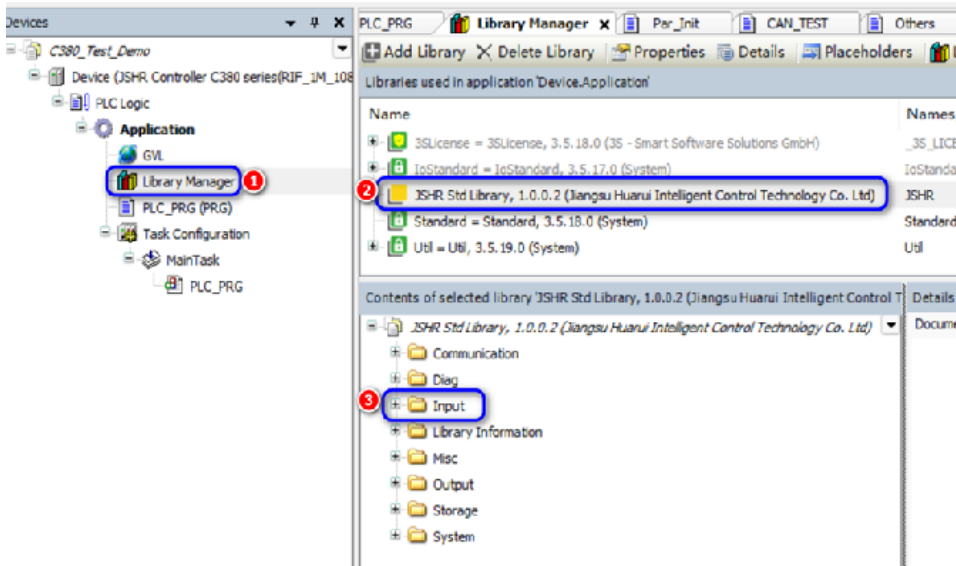 Devices
C380_Test_Demo
Device (JSHR Controller C380 series(RIF_1M_108
PLC Logic
Application
GVL
Library Manager
1
PLC_PRG (PRG)
Task Configuration
MainTask
PLC_PRG
PLC_PRG
Library Manager
Par_Init
CAN_TEST
Others
Add Library
Delete Library
Properties
Details
Placeholders
Libraries used in application 'Device.Application'
Name
Names
3SLicense = 3SLicense, 3.5.18.0 (3S - Smart Software Solutions GmbH)
_3S_LICE
IoStandard = IoStandard, 3.5.17.0 (System)
IoStanda
2
JSHR Std Library, 1.0.0.2 (Jiangsu Huarui Intelligent Control Technology Co. Ltd)
JSHR
Standard = Standard, 3.5.18.0 (System)
Standard
Util = Util, 3.5.19.0 (System)
Util
Contents of selected library 'JSHR Std Library, 1.0.0.2 (Jiangsu Huarui Intelligent Control T
JSHR Std Library, 1.0.0.2 (Jiangsu Huarui Intelligent Control Technology Co. Ltd)
Communication
Diag
3
Input
Library Information
Misc
Output
Storage
System
Details
Docume